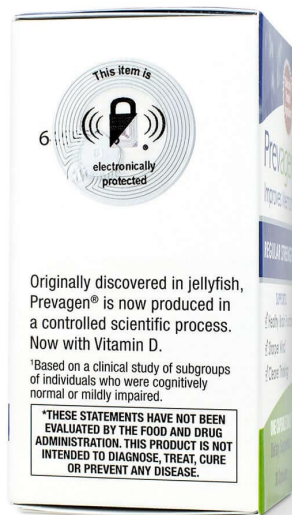 This item is
6
electronically
protected
Originally discovered in jellyfish,
Prevagen® is now produced in
a controlled scientific process.
Now with Vitamin D.
¹Based on a clinical study of subgroups
of individuals who were cognitively
normal or mildly impaired.
*THESE STATEMENTS HAVE NOT BEEN
EVALUATED BY THE FOOD AND DRUG
ADMINISTRATION. THIS PRODUCT IS NOT
INTENDED TO DIAGNOSE, TREAT, CURE
OR PREVENT ANY DISEASE.
REGULAR STRENGTH